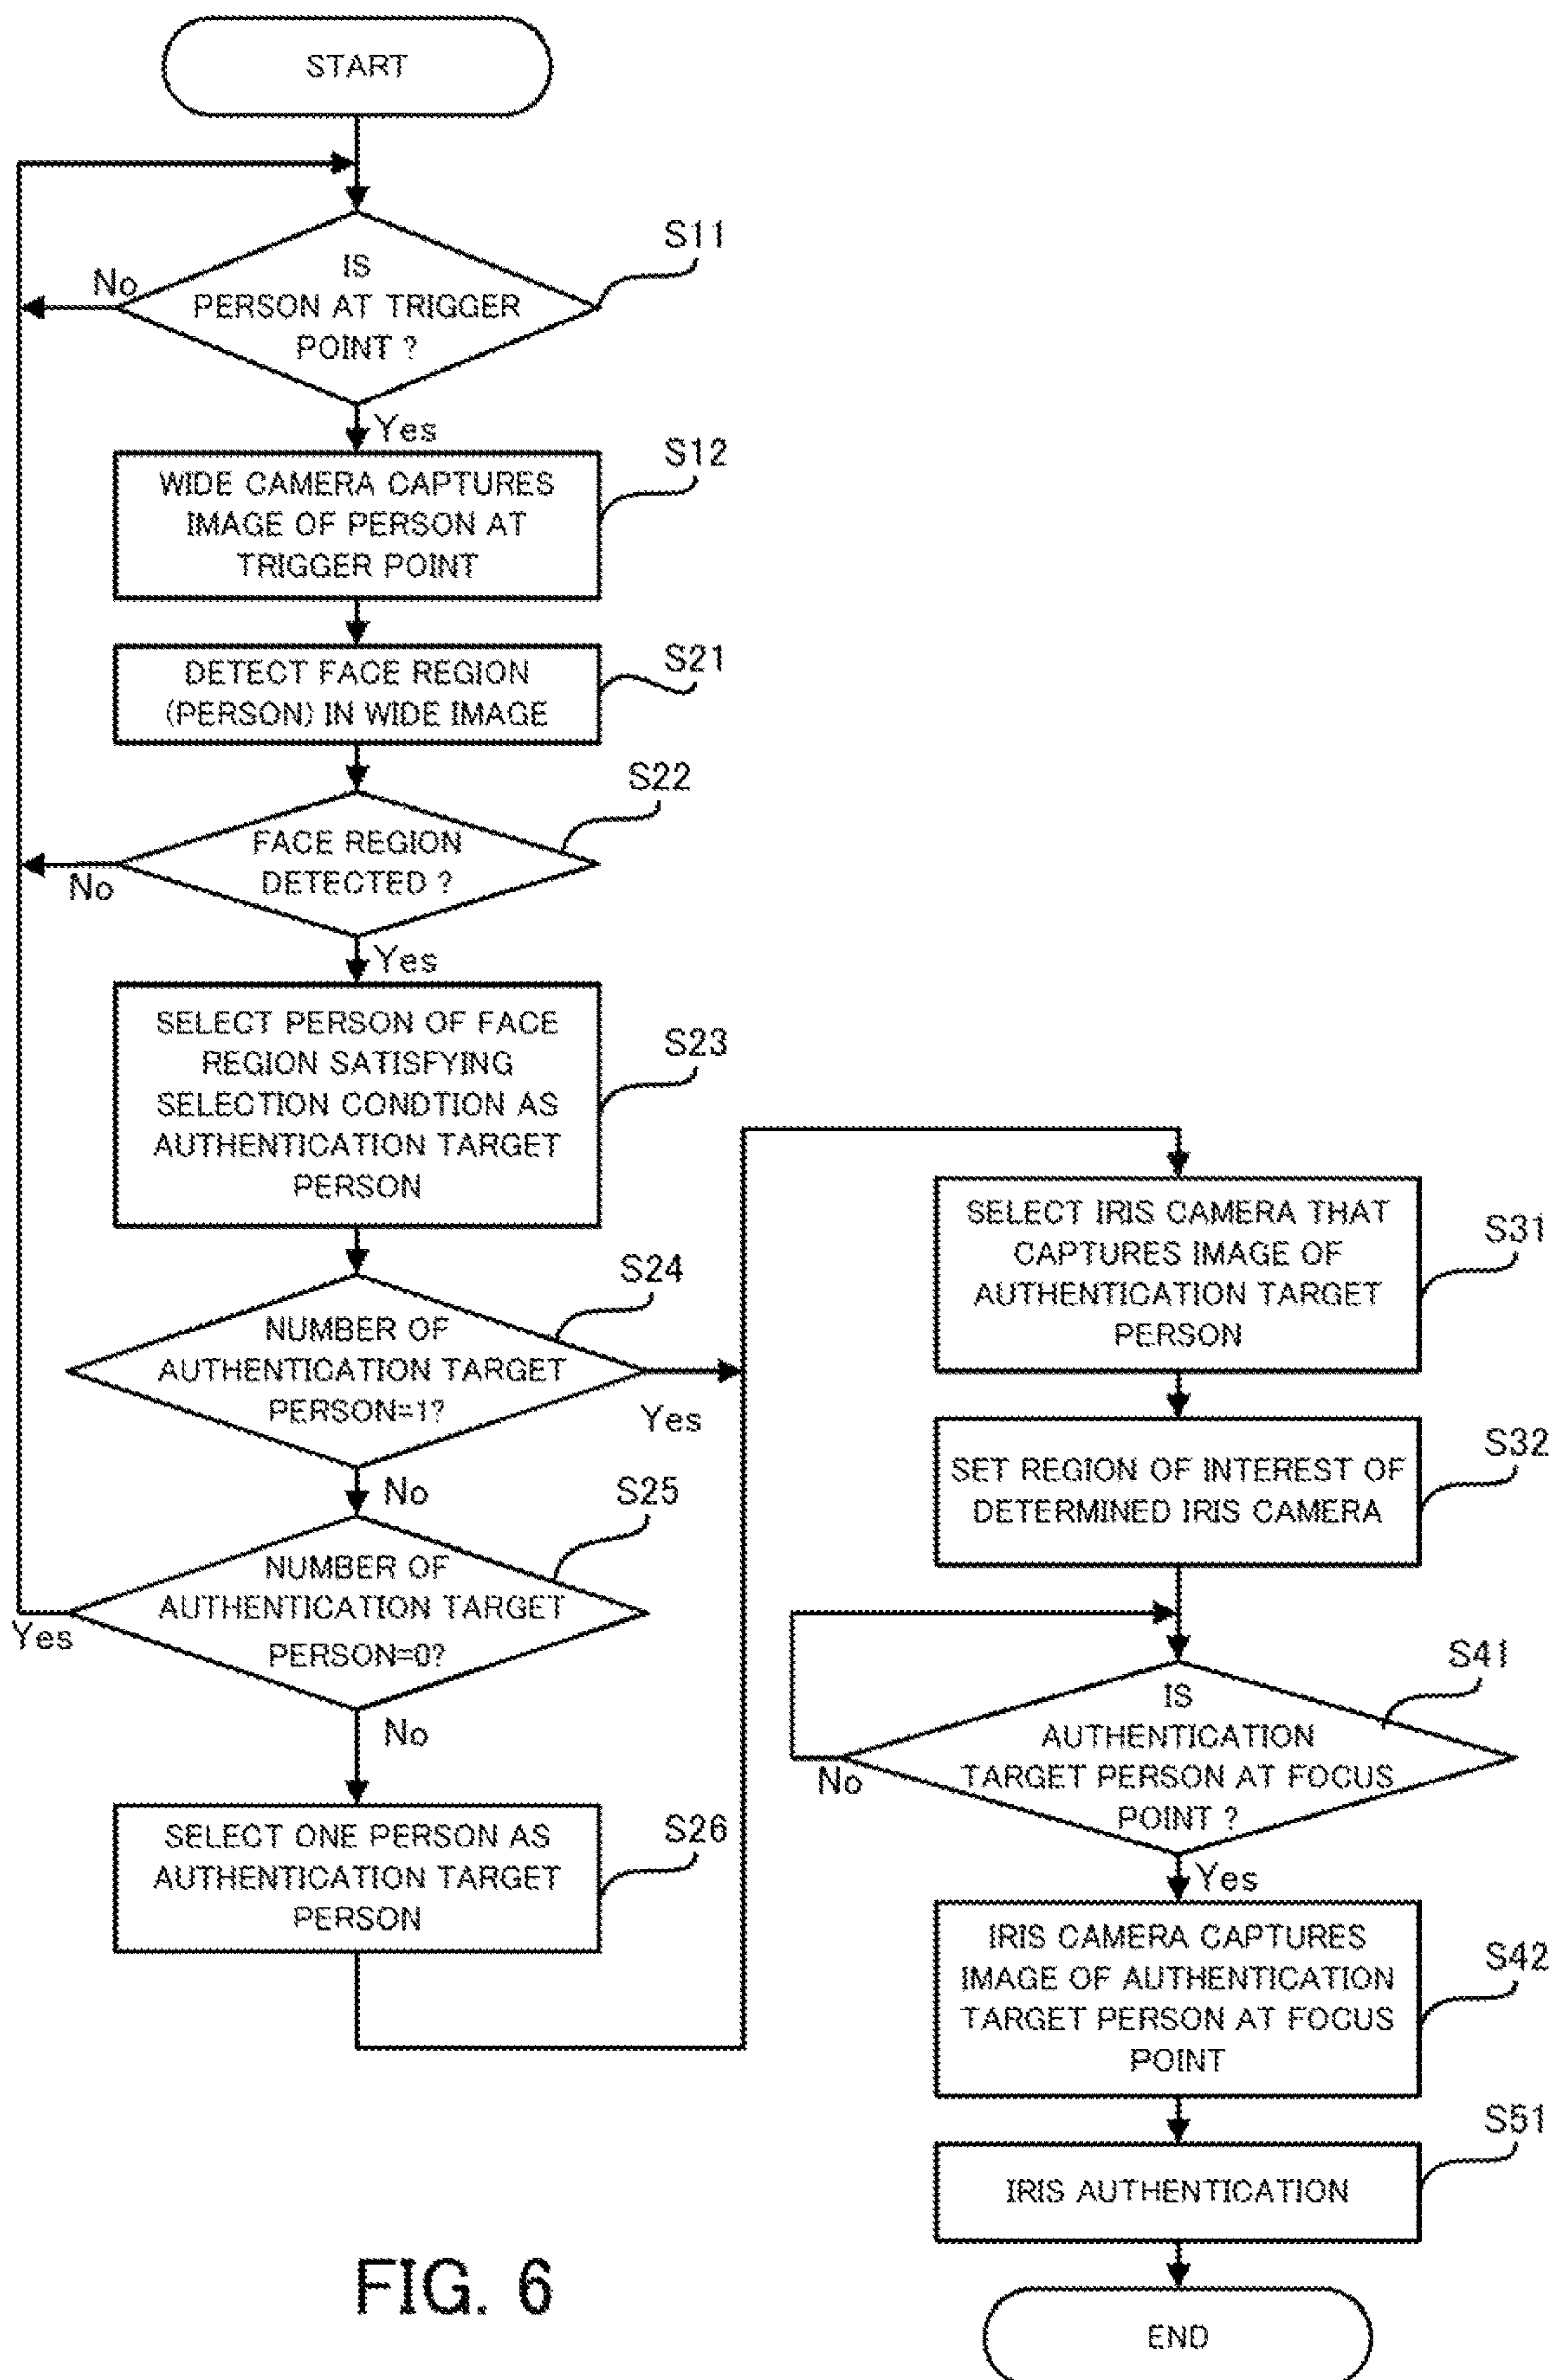 START
IS
PERSON AT TRIGGER
POINT ?
S11
No
Yes
WIDE CAMERA CAPTURES
IMAGE OF PERSON AT
TRIGGER POINT
S12
DETECT FACE REGION
(PERSON) IN WIDE IMAGE
S21
FACE REGION
DETECTED ?
S22
No
Yes
SELECT PERSON OF FACE
REGION SATISFYING
SELECTION CONDTION AS
AUTHENTICATION TARGET
PERSON
S23
NUMBER OF
AUTHENTICATION TARGET
PERSON=1?
S24
Yes
No
NUMBER OF
AUTHENTICATION TARGET
PERSON=0?
S25
Yes
No
SELECT ONE PERSON AS
AUTHENTICATION TARGET
PERSON
S26
SELECT IRIS CAMERA THAT
CAPTURES IMAGE OF
AUTHENTICATION TARGET
PERSON
S31
SET REGION OF INTEREST OF
DETERMINED IRIS CAMERA
S32
IS
AUTHENTICATION
TARGET PERSON AT FOCUS
POINT ?
S41
No
Yes
IRIS CAMERA CAPTURES
IMAGE OF AUTHENTICATION
TARGET PERSON AT FOCUS
POINT
S42
IRIS AUTHENTICATION
S51
END
FIG. 6